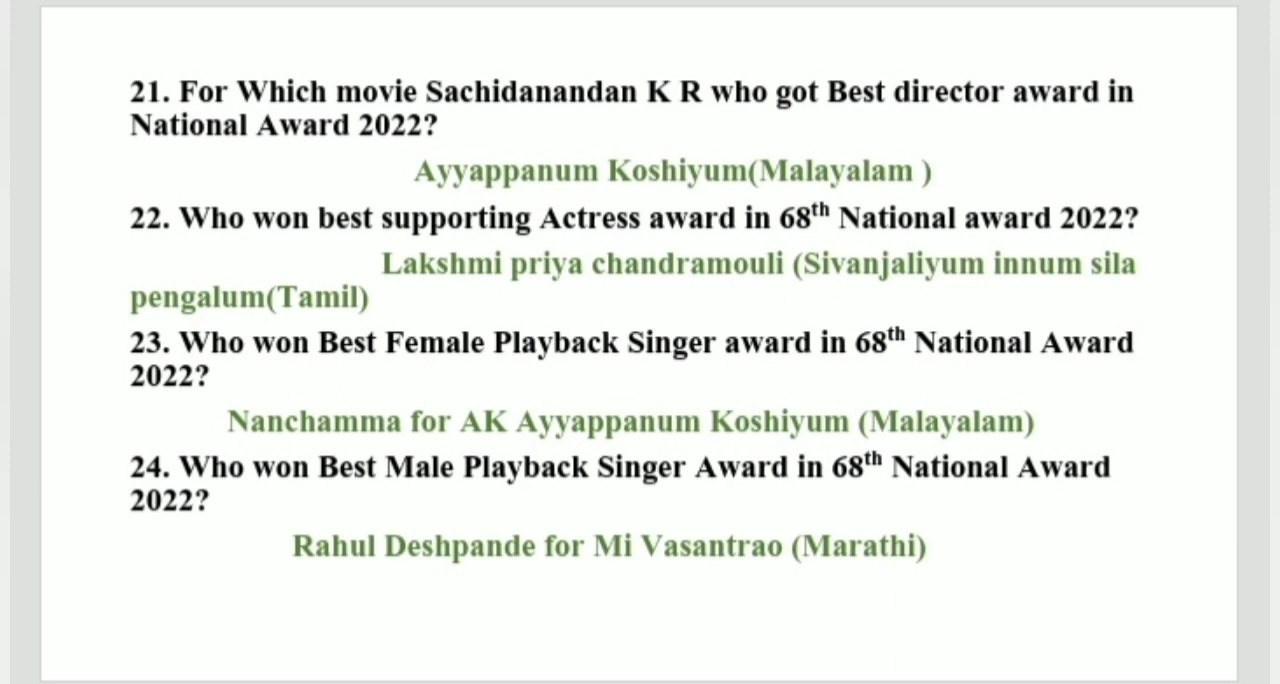 21. For Which movie Sachidanandan K R who got Best director award in
National Award 2022?
Ayyappanum Koshiyum(Malayalam )
22. Who won best supporting Actress award in 68th National award 2022?
Lakshmi priya chandramouli (Sivanjaliyum innum sila
pengalum(Tamil)
23. Who won Best Female Playback Singer award in 68th National Award
2022?
Nanchamma for AK Ayyappanum Koshiyum (Malayalam)
24. Who won Best Male Playback Singer Award in 68th National Award
2022?
Rahul Deshpande for Mi Vasantrao (Marathi)